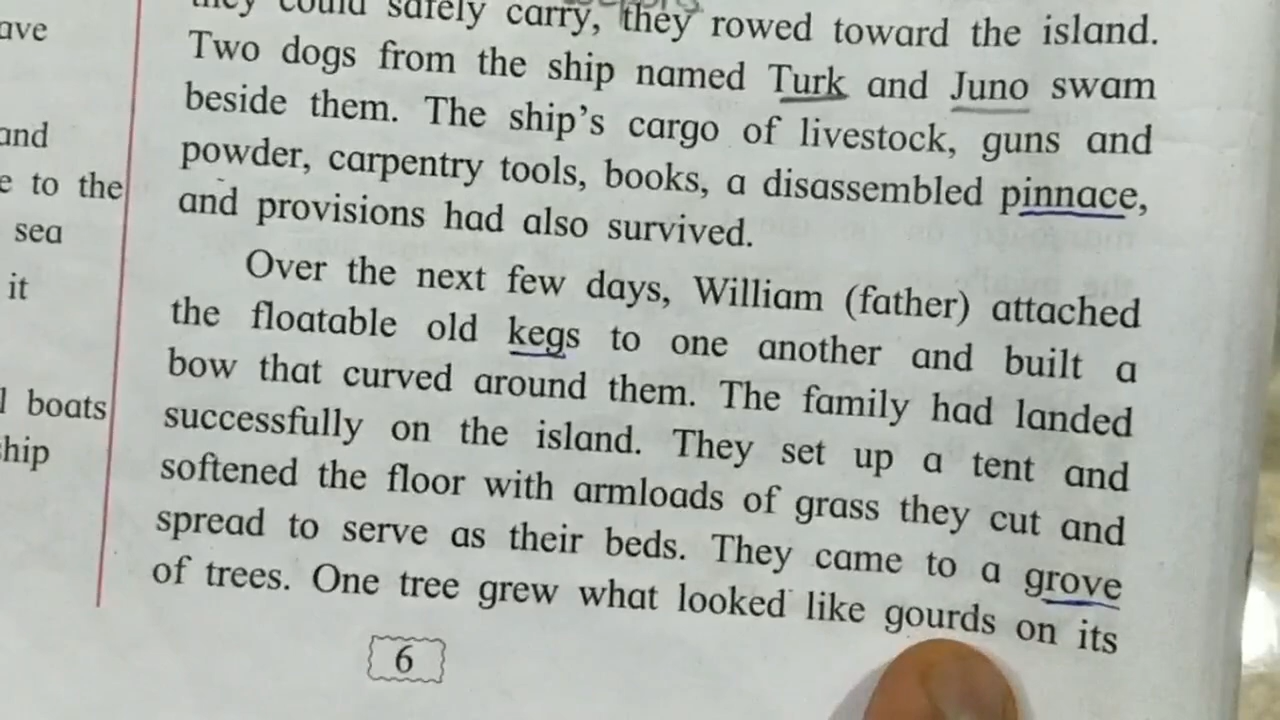 they could safely carry, they rowed toward the island.
Two dogs from the ship named Turk and Juno swam
beside them. The ship's cargo of livestock, guns and
powder, carpentry tools, books, a disassembled pinnace,
and provisions had also survived.
Over the next few days, William (father) attached
the floatable old kegs to one another and built a
bow that curved around them. The family had landed
successfully on the island. They set up a tent and
softened the floor with armloads of grass they cut and
spread to serve as their beds. They came to a grove
of trees. One tree grew what looked like gourds on its
6
ave
and
e to the
sea
it
l boats
hip